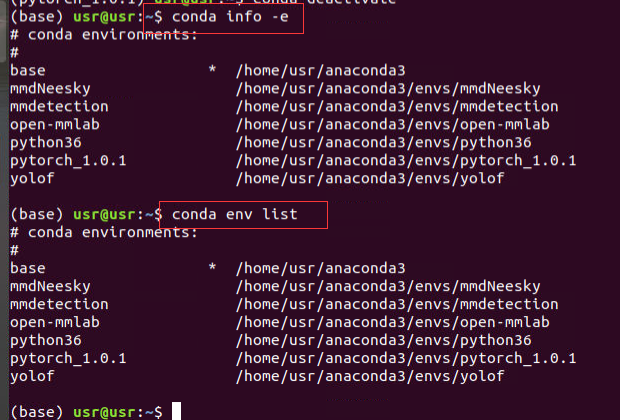 (pytorch_1.0.1) usr@usr:~$ conda deactivate
(base) usr@usr:~$ conda info -e
# conda environments:
#
base * /home/usr/anaconda3
mmdNeesky /home/usr/anaconda3/envs/mmdNeesky
mmdetection /home/usr/anaconda3/envs/mmdetection
open-mmlab /home/usr/anaconda3/envs/open-mmlab
python36 /home/usr/anaconda3/envs/python36
pytorch_1.0.1 /home/usr/anaconda3/envs/pytorch_1.0.1
yolof /home/usr/anaconda3/envs/yolof
(base) usr@usr:~$ conda env list
# conda environments:
#
base * /home/usr/anaconda3
mmdNeesky /home/usr/anaconda3/envs/mmdNeesky
mmdetection /home/usr/anaconda3/envs/mmdetection
open-mmlab /home/usr/anaconda3/envs/open-mmlab
python36 /home/usr/anaconda3/envs/python36
pytorch_1.0.1 /home/usr/anaconda3/envs/pytorch_1.0.1
yolof /home/usr/anaconda3/envs/yolof
(base) usr@usr:~$